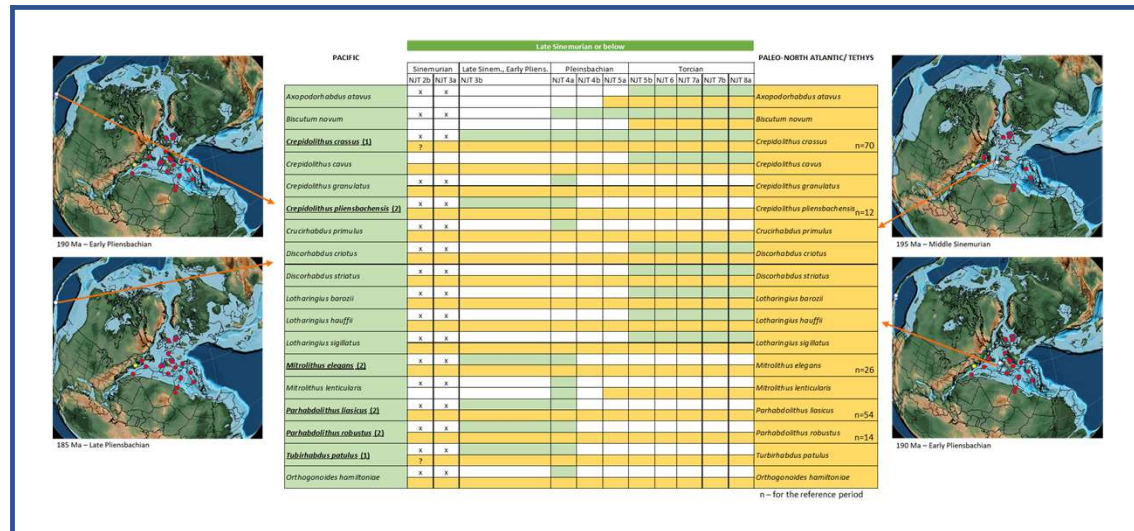 Late Sinemurian or below
PACIFIC
PALEO-NORTH ATLANTIC/ TETHYS
Sinemurian Late Sinem., Early Pliens. Pleinsbachian Torcian
NJT 2b NJT 3a NJT 3b NJT 4a NJT 4b NJT 5a NJT 5b NJT 6 NJT 7a NJT 7b NJT 8a
Axopodorhabdus atavus x x Axopodorhabdus atavus
Biscutum novum x x Biscutum novum
Crepidolithus crassus (1) x x ? Crepidolithus crassus n=70
Crepidolithus cavus Crepidolithus cavus
Crepidolithus granulatus x x Crepidolithus granulatus
Crepidolithus pliensbachensis (2) x x Crepidolithus pliensbachensis n=12
Crucirhabdus primulus x x Crucirhabdus primulus
Discorhabdus criotus x x Discorhabdus criotus
Discorhabdus striatus x x Discorhabdus striatus
Lotharingius barozii x x Lotharingius barozii
Lotharingius hauffii x x Lotharingius hauffii
Lotharingius sigillatus x x Lotharingius sigillatus
Mitrolithus elegans (2) x x Mitrolithus elegans n=26
Mitrolithus lenticularis x x Mitrolithus lenticularis
Parhabdolithus liasicus (2) x x Parhabdolithus liasicus n=54
Parhabdolithus robustus (2) x x Parhabdolithus robustus n=14
Tubirhabdus patulus (1) x x ? Turbirhabdus patulus
Orthogonoides hamiltoniae x x Orthogonoides hamiltoniae
n – for the reference period
190 Ma – Early Pliensbachian
185 Ma – Late Pliensbachian
195 Ma – Middle Sinemurian
190 Ma – Early Pliensbachian